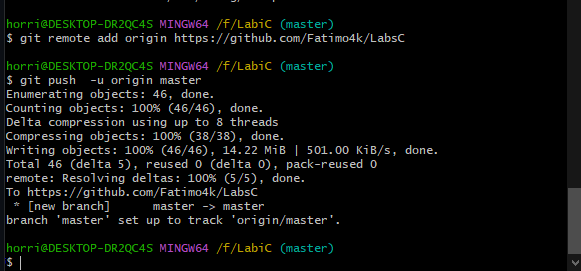 horri@DESKTOP-DR2QC4S MINGW64 /f/LabiC (master)
$ git remote add origin https://github.com/Fatimo4k/LabsC
horri@DESKTOP-DR2QC4S MINGW64 /f/LabiC (master)
$ git push  -u origin master
Enumerating objects: 46, done.
Counting objects: 100% (46/46), done.
Delta compression using up to 8 threads
Compressing objects: 100% (38/38), done.
Writing objects: 100% (46/46), 14.22 MiB | 501.00 KiB/s, done.
Total 46 (delta 5), reused 0 (delta 0), pack-reused 0
remote: Resolving deltas: 100% (5/5), done.
To https://github.com/Fatimo4k/LabsC
 * [new branch]      master -> master
branch 'master' set up to track 'origin/master'.
horri@DESKTOP-DR2QC4S MINGW64 /f/LabiC (master)
$